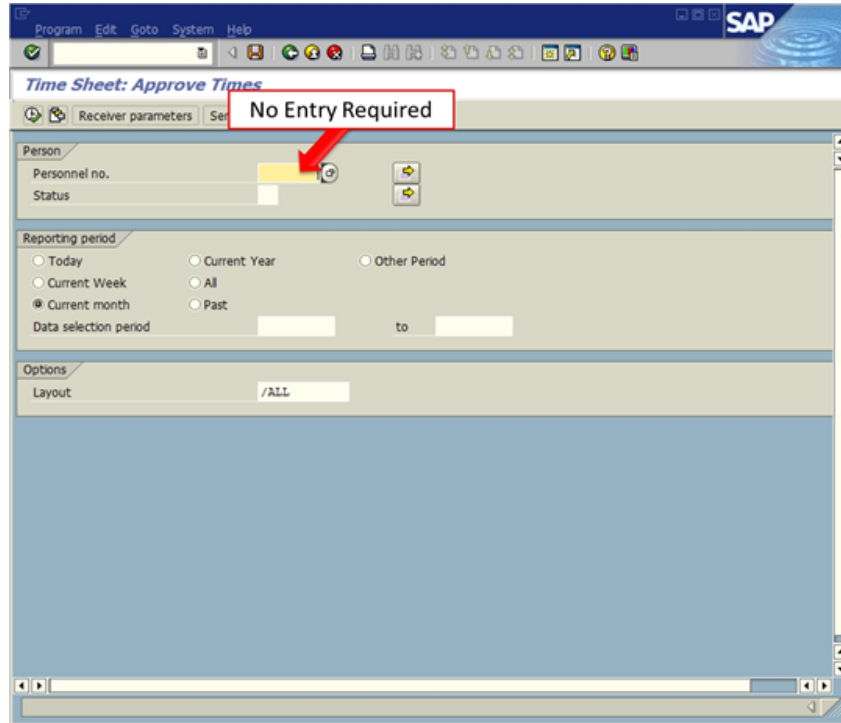 Program Edit Goto System Help
SAP
Time Sheet: Approve Times
No Entry Required
Receiver parameters
Person
Personnel no.
Status
Reporting period
Today Current Year Other Period
Current Week All
Current month Past
Data selection period to
Options
Layout /ALL